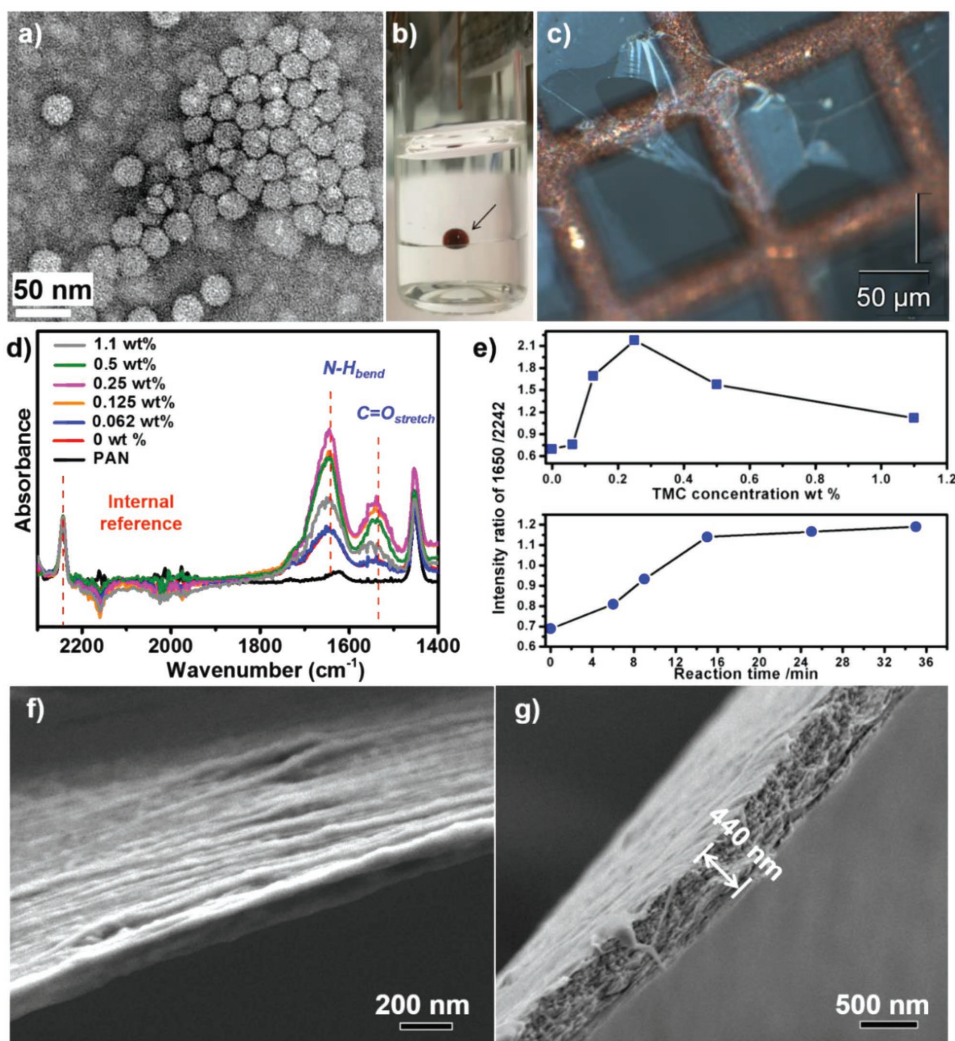 a)
50 nm
b)
c)
50 µm
d)
1.1 wt%
0.5 wt%
0.25 wt%
0.125 wt%
0.062 wt%
0 wt %
PAN
N-Hbend
C=Ostretch
Internal
reference
Absorbance
2200 2000 1800 1600 1400
Wavenumber (cm-1)
e)
Intensity ratio of 1650 /2242
2.1
1.8
1.5
1.2
0.9
0.6
0.0 0.2 0.4 0.6 0.8 1.0 1.2
TMC concentration wt %
1.2
1.1
1.0
0.9
0.8
0.7
0.6
0 4 8 12 16 20 24 28 32 36
Reaction time /min
f)
200 nm
g)
440 nm
500 nm